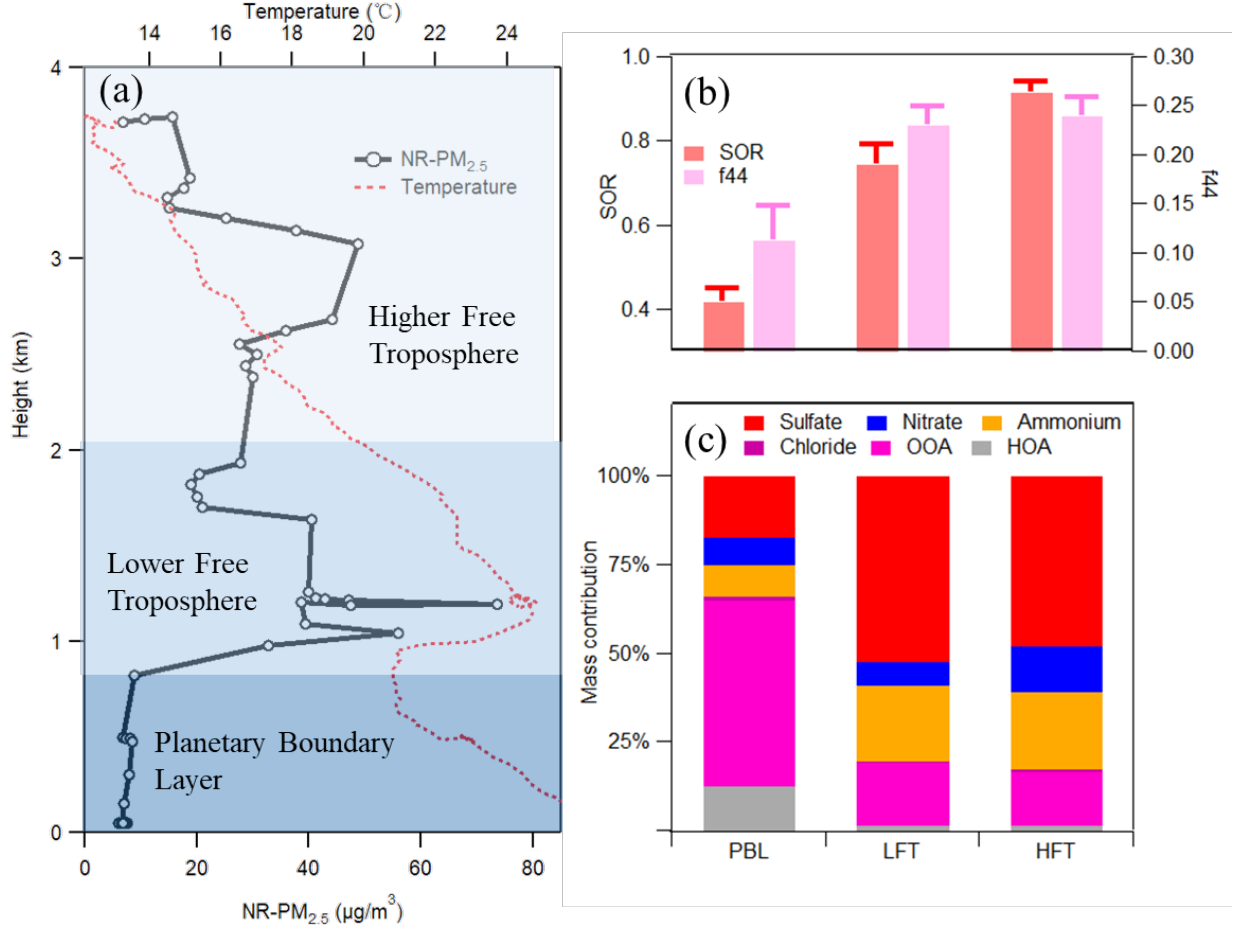 Temperature (℃)
14 16 18 20 22 24
(a)
4
3
2
1
0
Height (km)
NR-PM2.5
Temperature
Higher Free
Troposphere
Lower Free
Troposphere
Planetary Boundary
Layer
0 20 40 60 80
NR-PM2.5 (μg/m3)
(b)
1.0
0.8
0.6
0.4
SOR
SOR
f44
0.30
0.25
0.20
0.15
0.10
0.05
0.00
f44
(c)
Sulfate Nitrate Ammonium
Chloride OOA HOA
100%
75%
50%
25%
Mass contribution
PBL LFT HFT